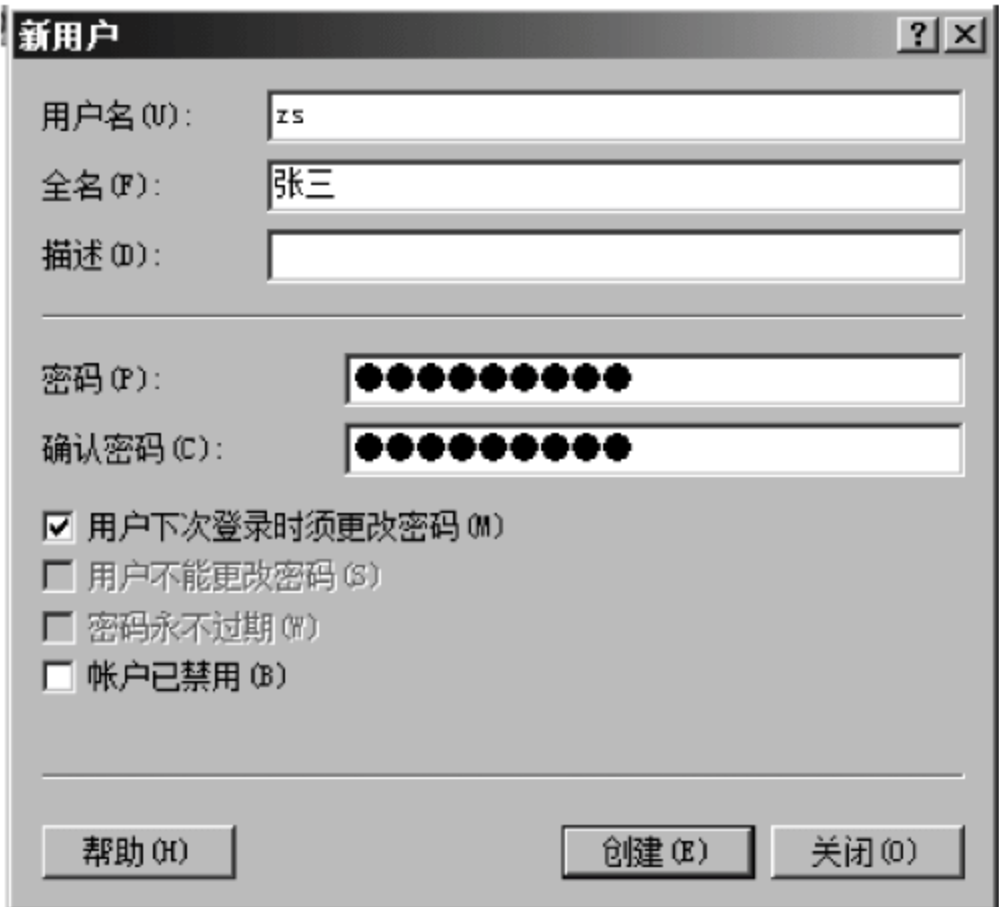 新用户
用户名(U): zs
全名(F): 张三
描述(D):
密码(P): ●●●●●●●●●
确认密码(C): ●●●●●●●●●
用户下次登录时须更改密码(M)
用户不能更改密码(S)
密码永不过期(W)
帐户已禁用(B)
帮助(H) 创建(E) 关闭(O)